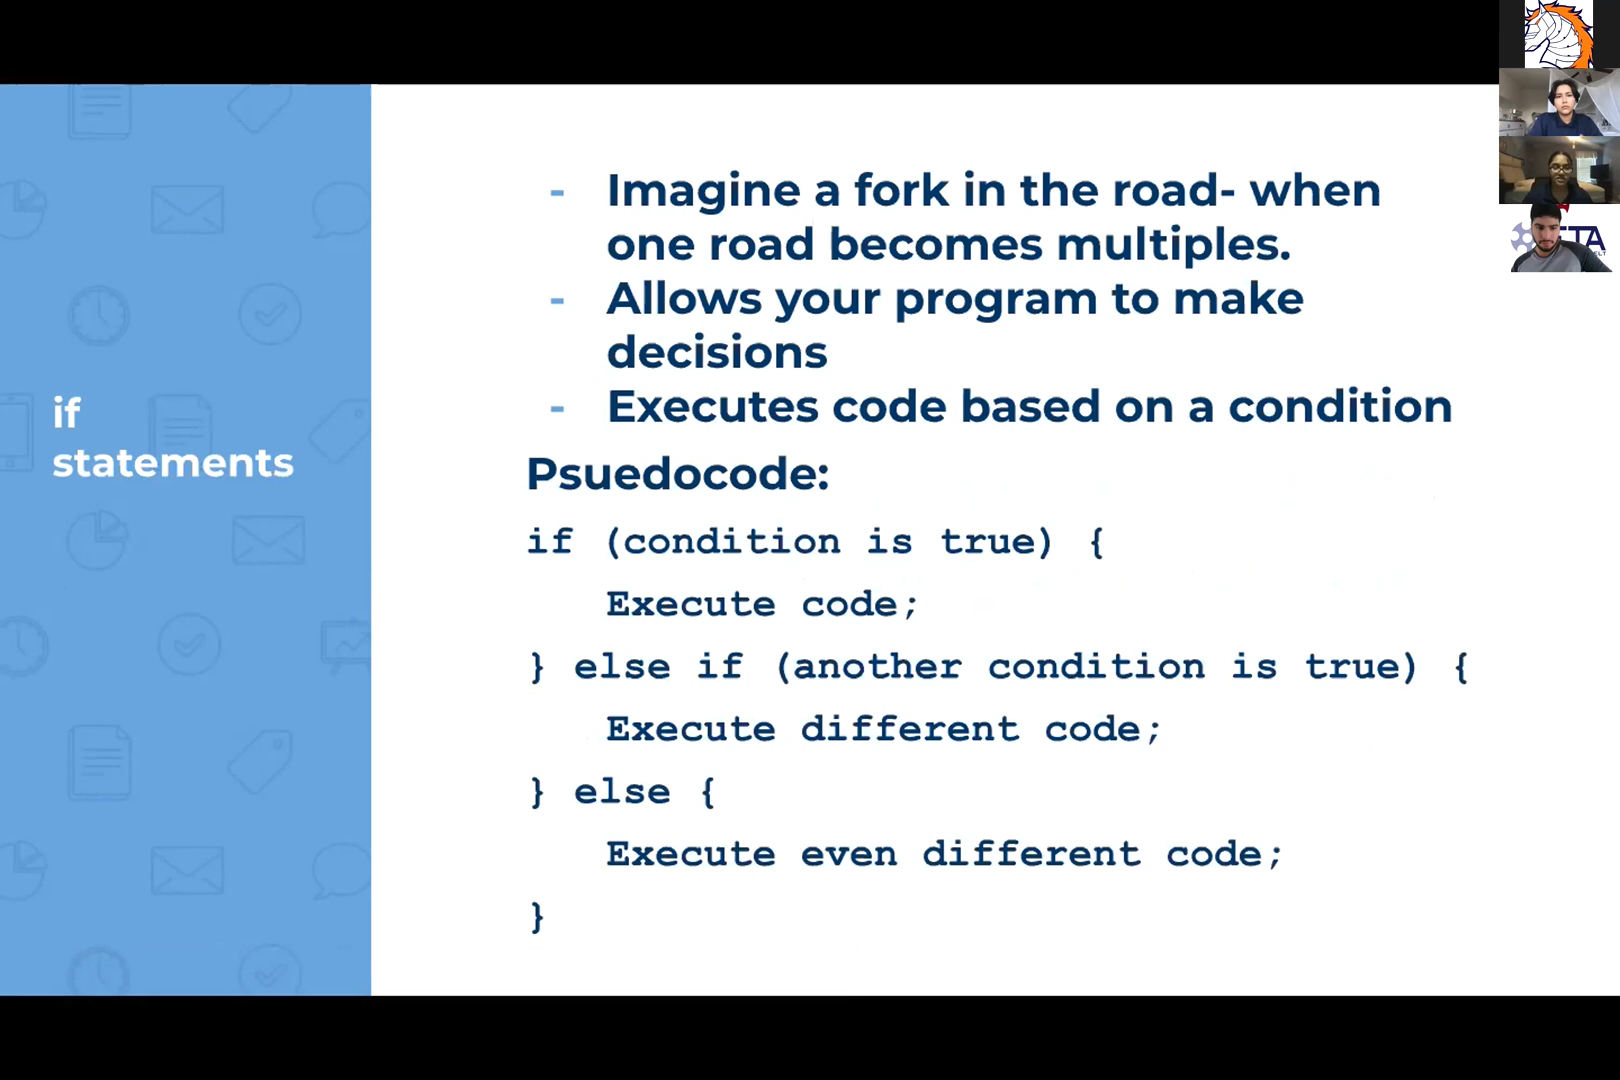 if
statements
- Imagine a fork in the road- when
one road becomes multiples.
- Allows your program to make
decisions
- Executes code based on a condition
Psuedocode:
if (condition is true) {
Execute code;
} else if (another condition is true) {
Execute different code;
} else {
Execute even different code;
}